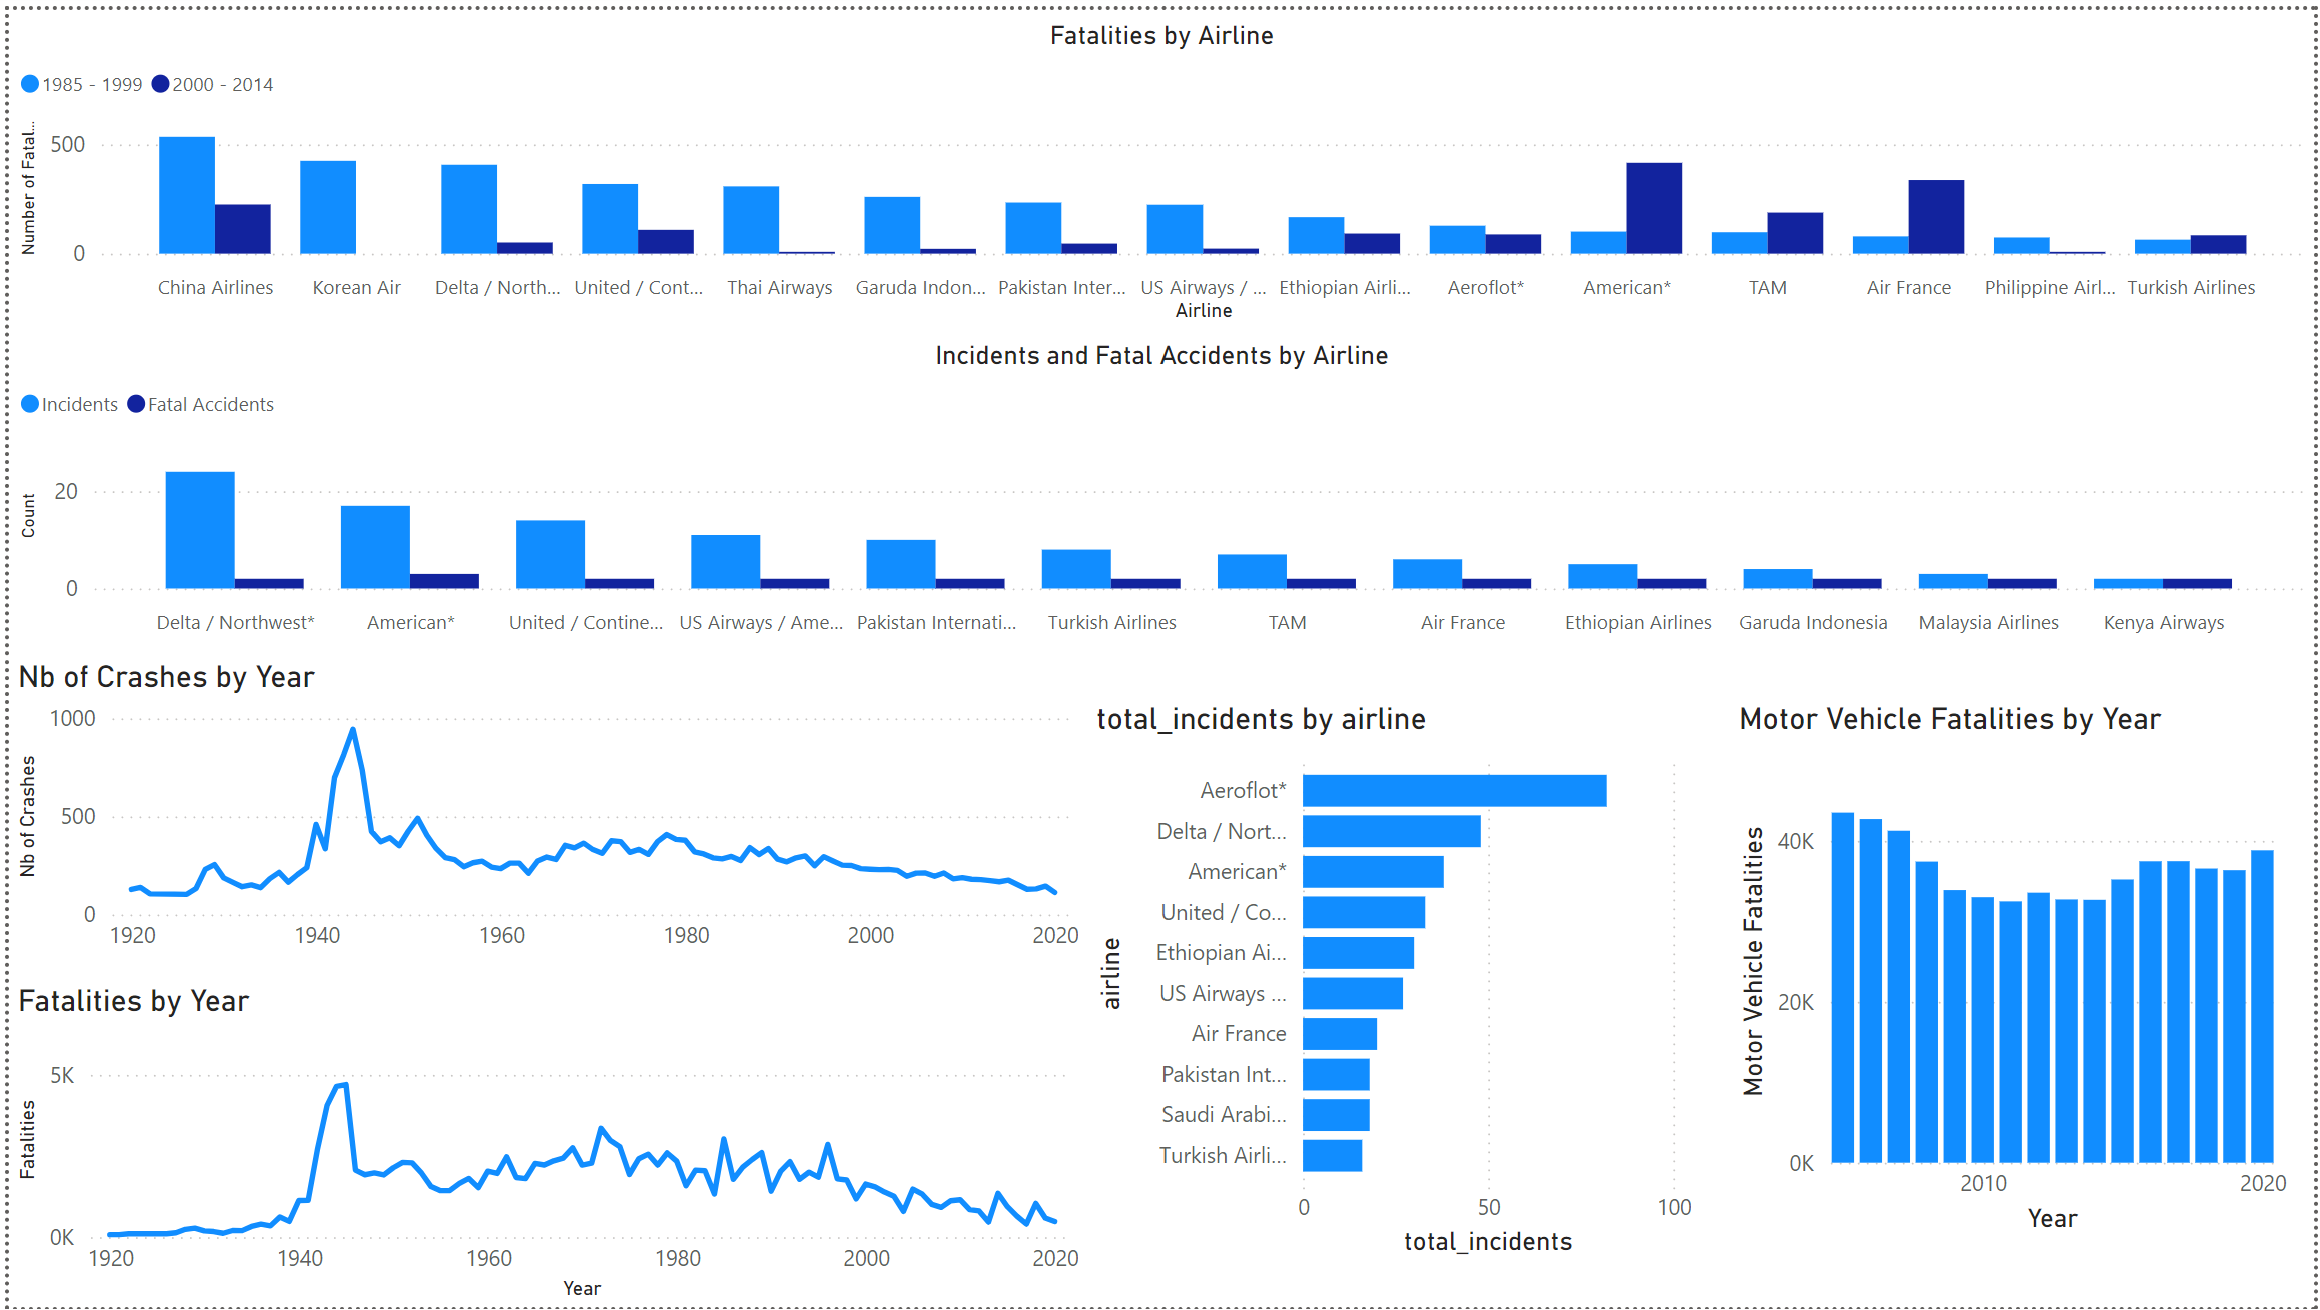 Fatalities by Airline
1985 - 1999 2000 - 2014
Number of Fatal...
500
0
China Airlines Korean Air Delta / North... United / Cont... Thai Airways Garuda Indon... Pakistan Inter... US Airways / ... Ethiopian Airli... Aeroflot* American* TAM Air France Philippine Airl... Turkish Airlines
Airline
Incidents and Fatal Accidents by Airline
Incidents Fatal Accidents
Count
20
0
Delta / Northwest* American* United / Contine... US Airways / Ame... Pakistan Internati... Turkish Airlines TAM Air France Ethiopian Airlines Garuda Indonesia Malaysia Airlines Kenya Airways
Nb of Crashes by Year
Nb of Crashes
1000
500
0
1920 1940 1960 1980 2000 2020
Fatalities by Year
Fatalities
5K
0K
1920 1940 1960 1980 2000 2020
Year
total_incidents by airline
airline
Aeroflot*
Delta / Nort...
American*
United / Co...
Ethiopian Ai...
US Airways ...
Air France
Pakistan Int...
Saudi Arabi...
Turkish Airli...
0 50 100
total_incidents
Motor Vehicle Fatalities by Year
Motor Vehicle Fatalities
40K
20K
0K
2010 2020
Year